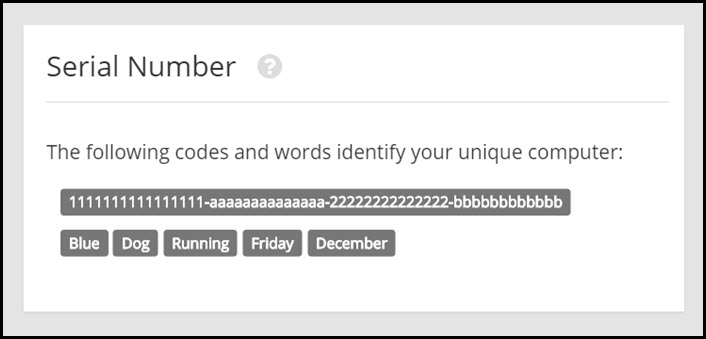 Serial Number ?
The following codes and words identify your unique computer:
1111111111111111-aaaaaaaaaaaaaa-22222222222222-bbbbbbbbbbbb
Blue Dog Running Friday December